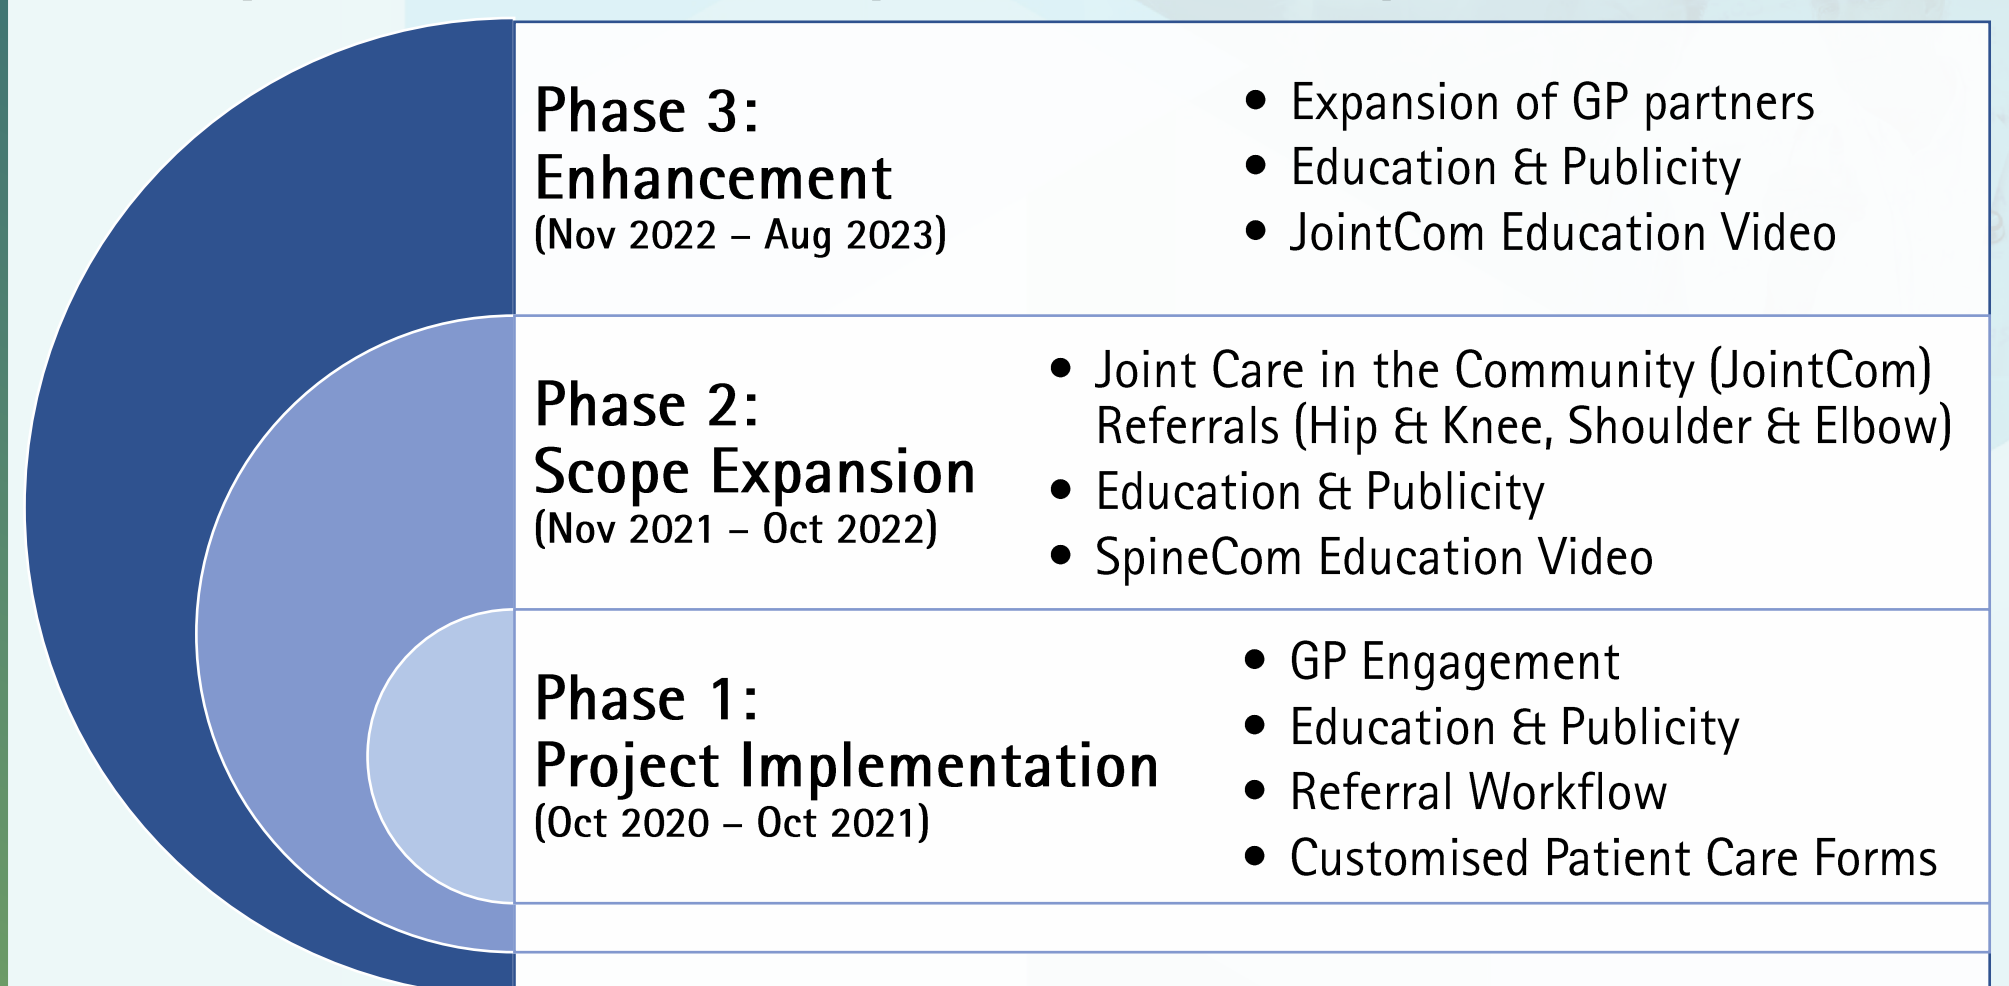 Phase 3:
Enhancement
(Nov 2022 – Aug 2023)
• Expansion of GP partners
• Education & Publicity
• JointCom Education Video
Phase 2:
Scope Expansion
(Nov 2021 – Oct 2022)
• Joint Care in the Community (JointCom)
Referrals (Hip & Knee, Shoulder & Elbow)
• Education & Publicity
• SpineCom Education Video
Phase 1:
Project Implementation
(Oct 2020 – Oct 2021)
• GP Engagement
• Education & Publicity
• Referral Workflow
• Customised Patient Care Forms